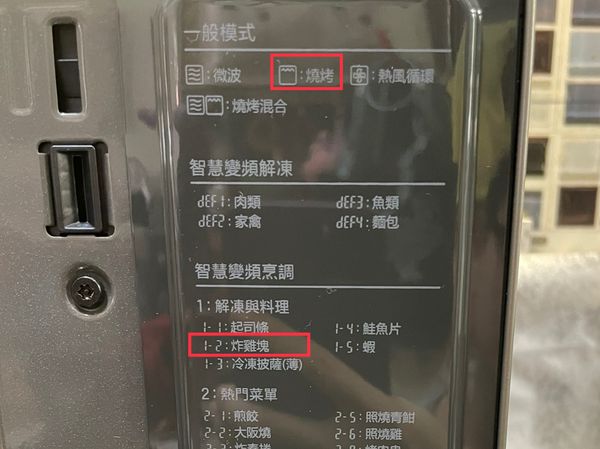 一般模式
:微波 :燒烤 :熱風循環
:燒烤混合
智慧變頻解凍
dEF1:肉類 dEF3:魚類
dEF2:家禽 dEF4:麵包
智慧變頻烹調
1:解凍與料理
1-1:起司條 1-4:鮭魚片
1-2:炸雞塊 1-5:蝦
1-3:冷凍披薩(薄)
2:熱門菜單
2-1:煎餃 2-5:照燒青魽
2-2:大阪燒 2-6:照燒雞